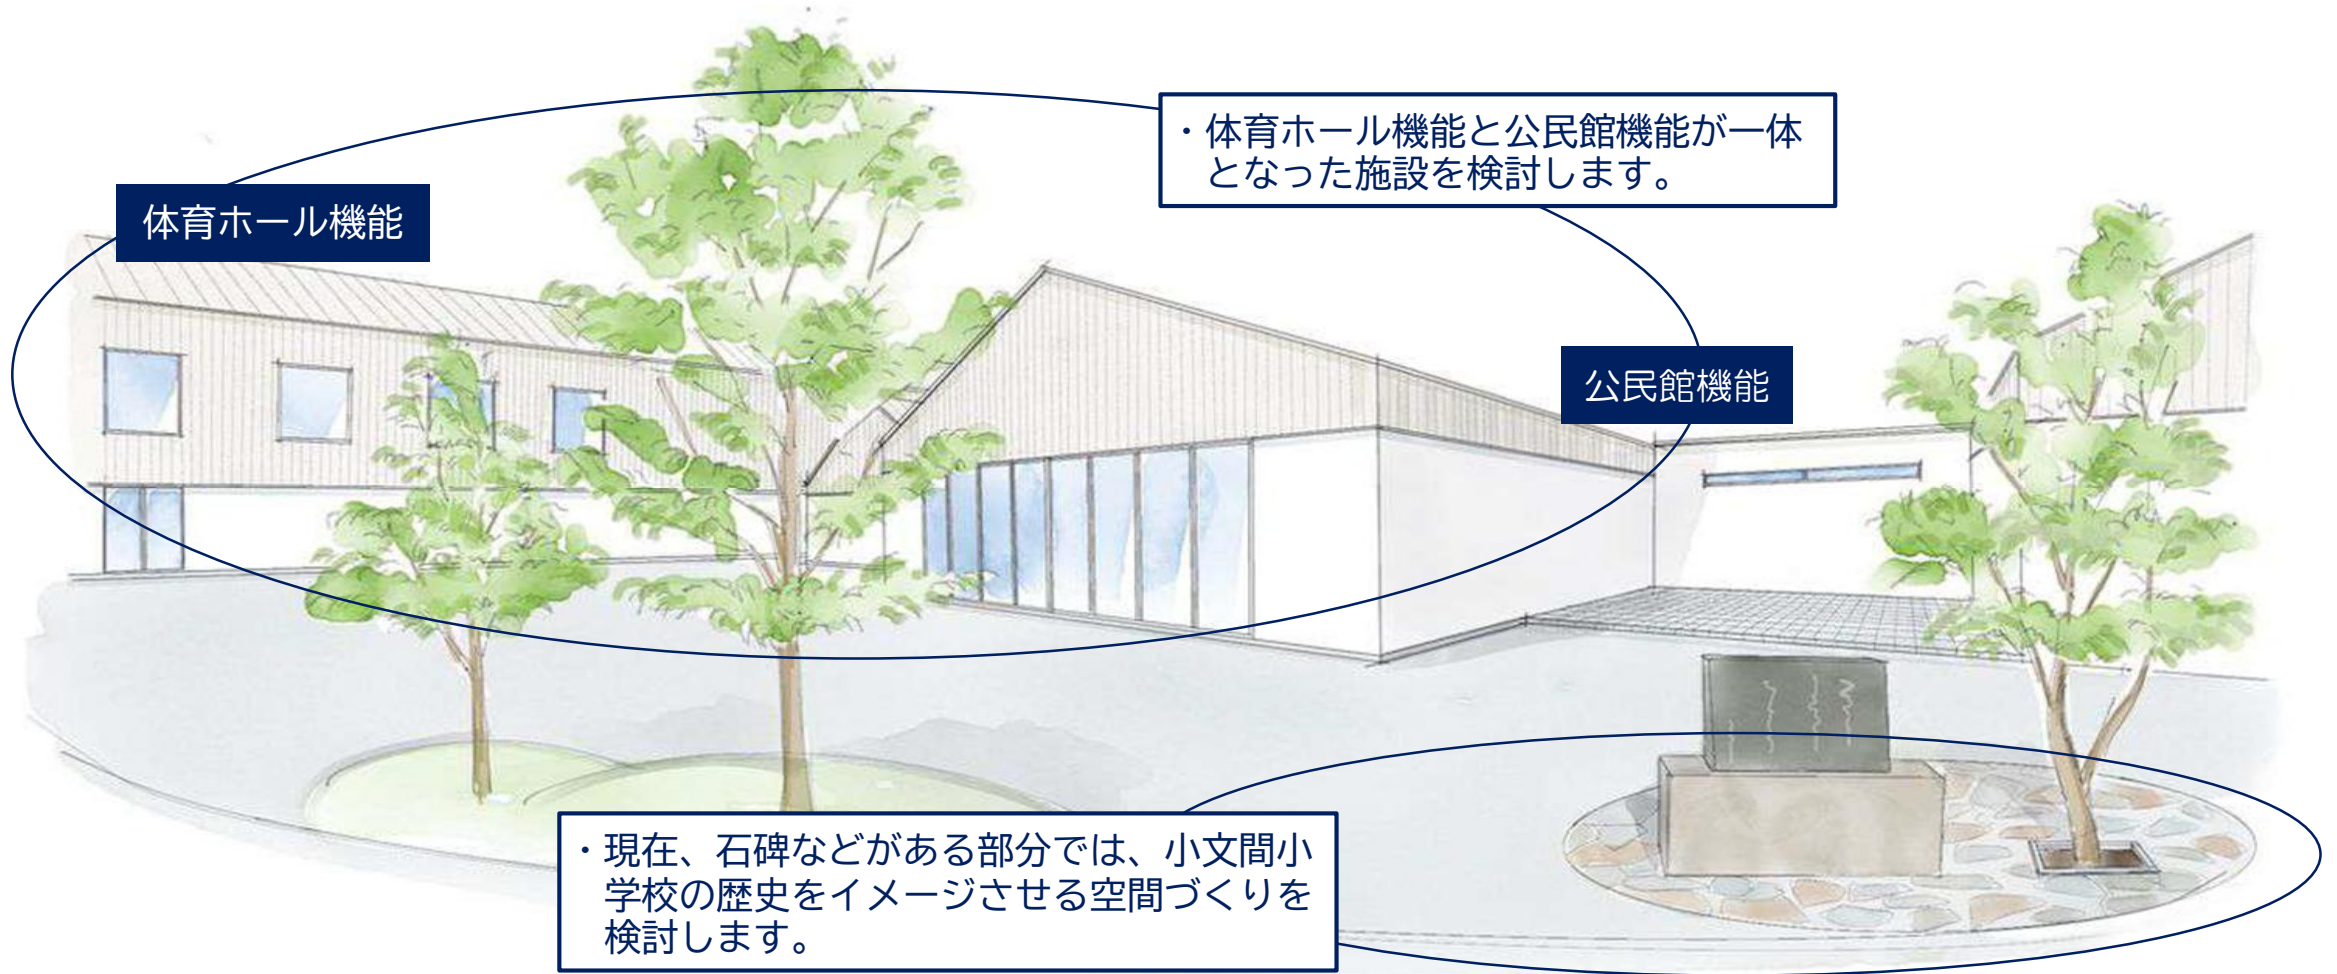 ・体育ホール機能と公民館機能が一体
となった施設を検討します。
体育ホール機能
公民館機能
・現在、石碑などがある部分では、小文間小
学校の歴史をイメージさせる空間づくりを
検討します。